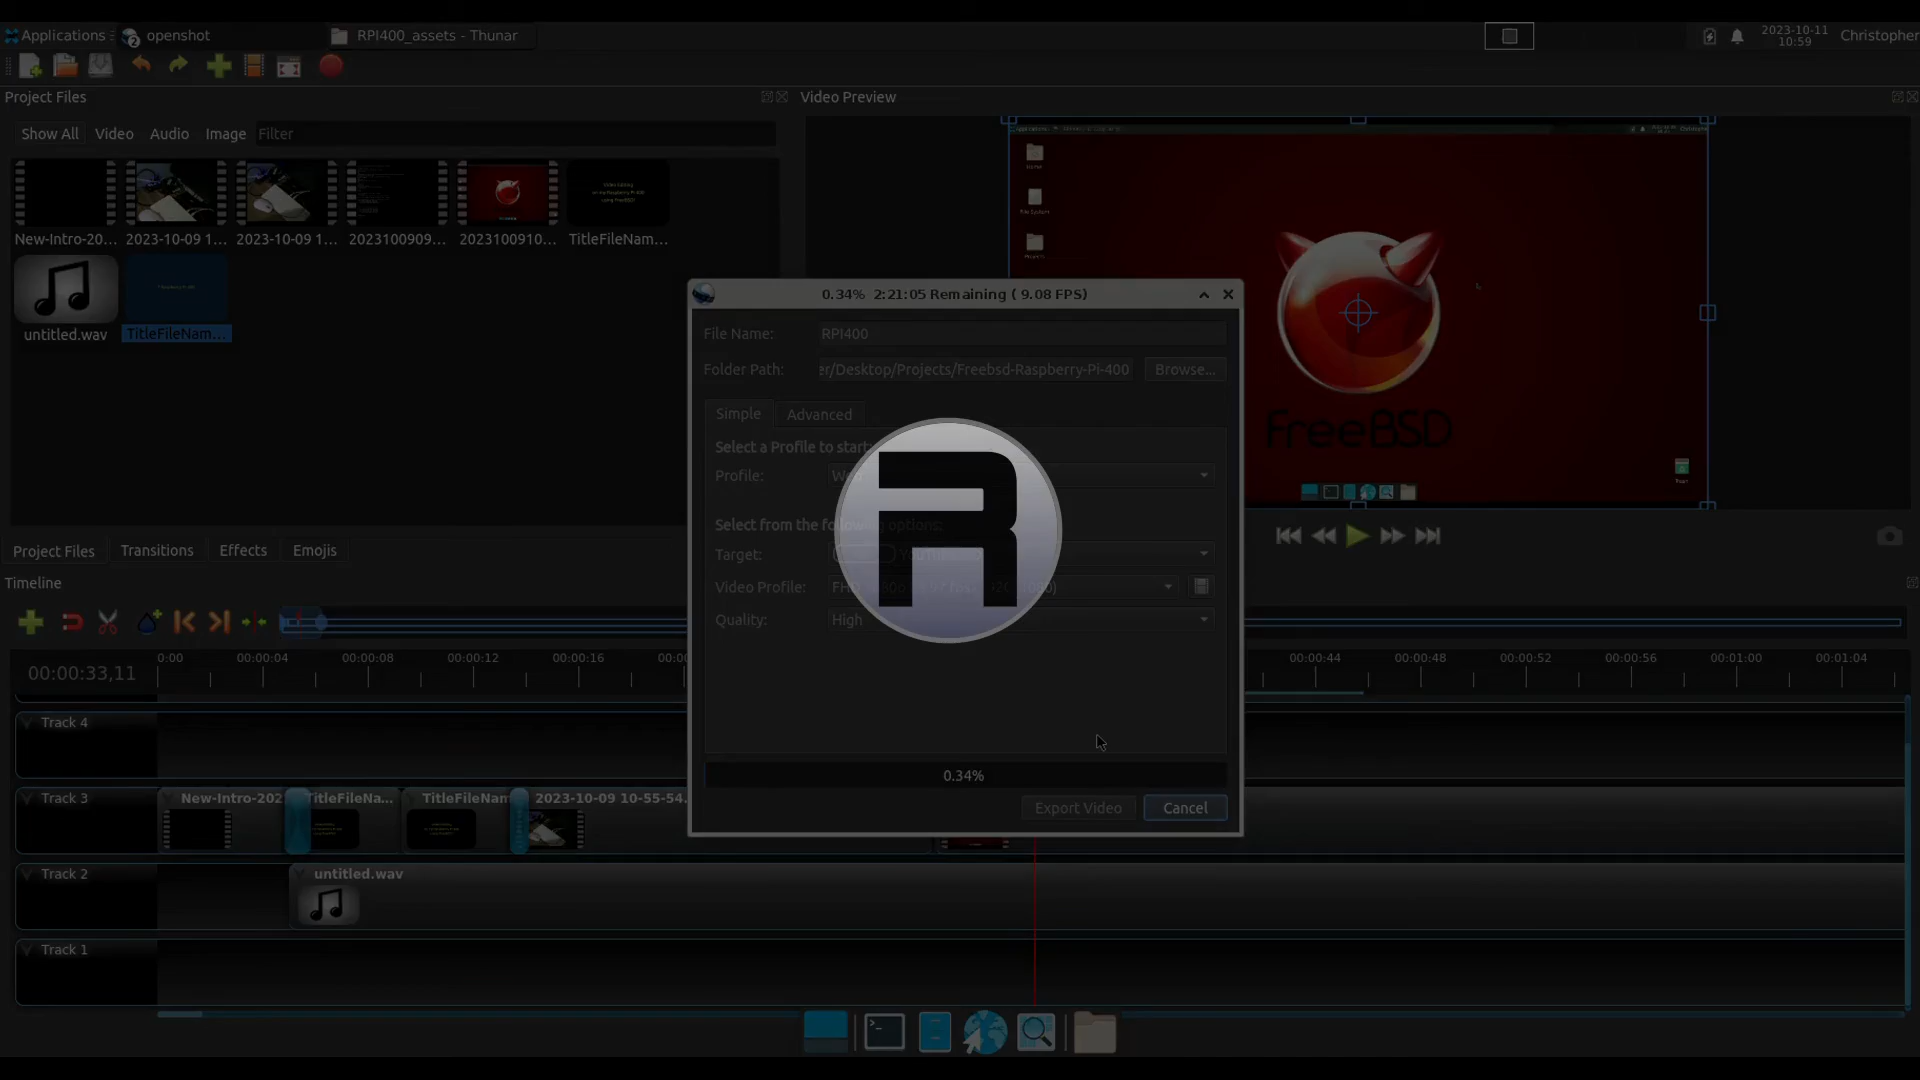 Applications
openshot
RPI400_assets - Thunar
2023-10-11
10:59
Christopher
Project Files
Video Preview
Show All
Video
Audio
Image
Filter
New-Intro-20...
2023-10-09 1...
2023-10-09 1...
2023100909...
2023100910...
TitleFileNam...
untitled.wav
TitleFileNam...
FreeBSD
0.34% 2:21:05 Remaining ( 9.08 FPS)
File Name:
RPI400
Folder Path:
er/Desktop/Projects/Freebsd-Raspberry-Pi-400
Browse...
Simple
Advanced
Select a Profile to start:
Profile:
Select from the following options:
Target:
Video Profile:
Quality:
High
0.34%
Export Video
Cancel
R
Project Files
Transitions
Effects
Emojis
Timeline
00:00:33,11
0:00
00:00:04
00:00:08
00:00:12
00:00:16
00:00:44
00:00:48
00:00:52
00:00:56
00:01:00
00:01:04
Track 4
Track 3
New-Intro-202
TitleFileNa...
TitleFileNam
2023-10-09 10-55-54.
Track 2
untitled.wav
Track 1